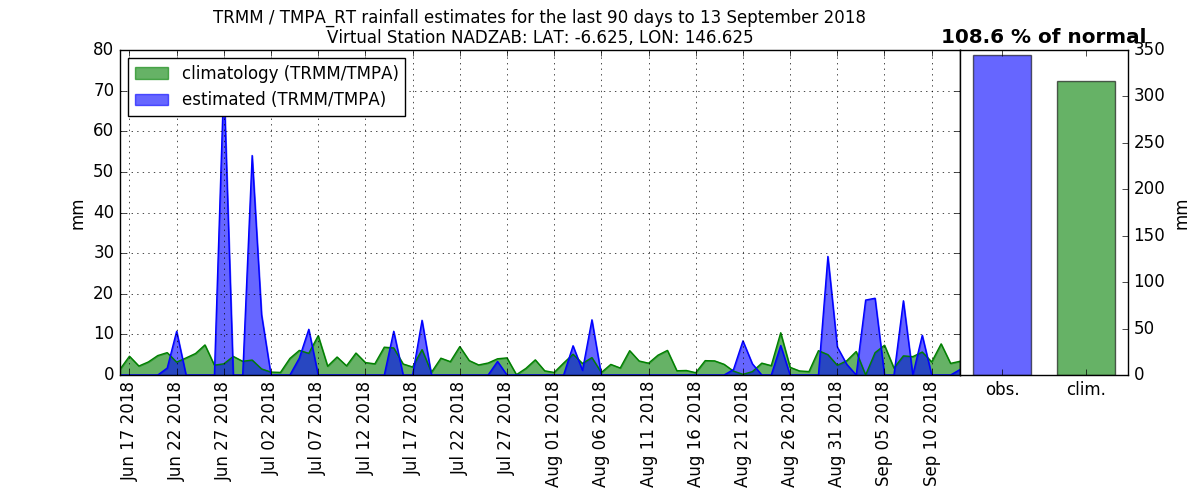 TRMM / TMPA_RT rainfall estimates for the last 90 days to 13 September 2018
Virtual Station NADZAB: LAT: -6.625, LON: 146.625
108.6 % of normal
climatology (TRMM/TMPA)
estimated (TRMM/TMPA)
80
70
60
50
40
30
20
10
0
mm
Jun 17 2018
Jun 22 2018
Jun 27 2018
Jul 02 2018
Jul 07 2018
Jul 12 2018
Jul 17 2018
Jul 22 2018
Jul 27 2018
Aug 01 2018
Aug 06 2018
Aug 11 2018
Aug 16 2018
Aug 21 2018
Aug 26 2018
Aug 31 2018
Sep 05 2018
Sep 10 2018
350
300
250
200
150
100
50
0
mm
obs.
clim.